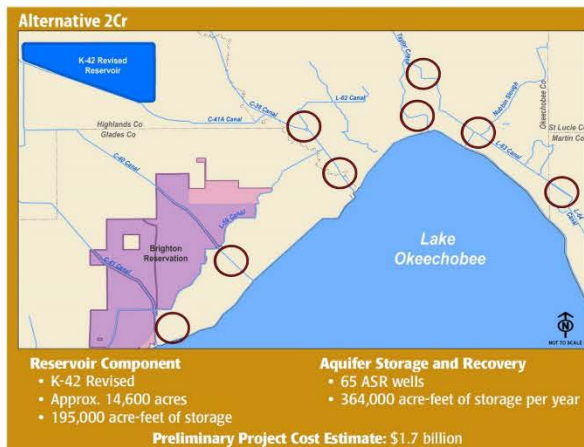 Alternative 2Cr
K-42 Revised
Reservoir
Taylor Creek
Nubbin Slough
Okeechobee Co
L-62 Canal
C-38 Canal
C-41A Canal
Highlands Co
Glades Co
St Lucie Co
Martin Co
L-63 Canal
L-64
Canal
C-40 Canal
L-59 Canal
Brighton
Reservation
C-41 Canal
Lake
Okeechobee
N
NOT TO SCALE
Reservoir Component
• K-42 Revised
• Approx. 14,600 acres
• 195,000 acre-feet of storage
Aquifer Storage and Recovery
• 65 ASR wells
• 364,000 acre-feet of storage per year
Preliminary Project Cost Estimate: $1.7 billion